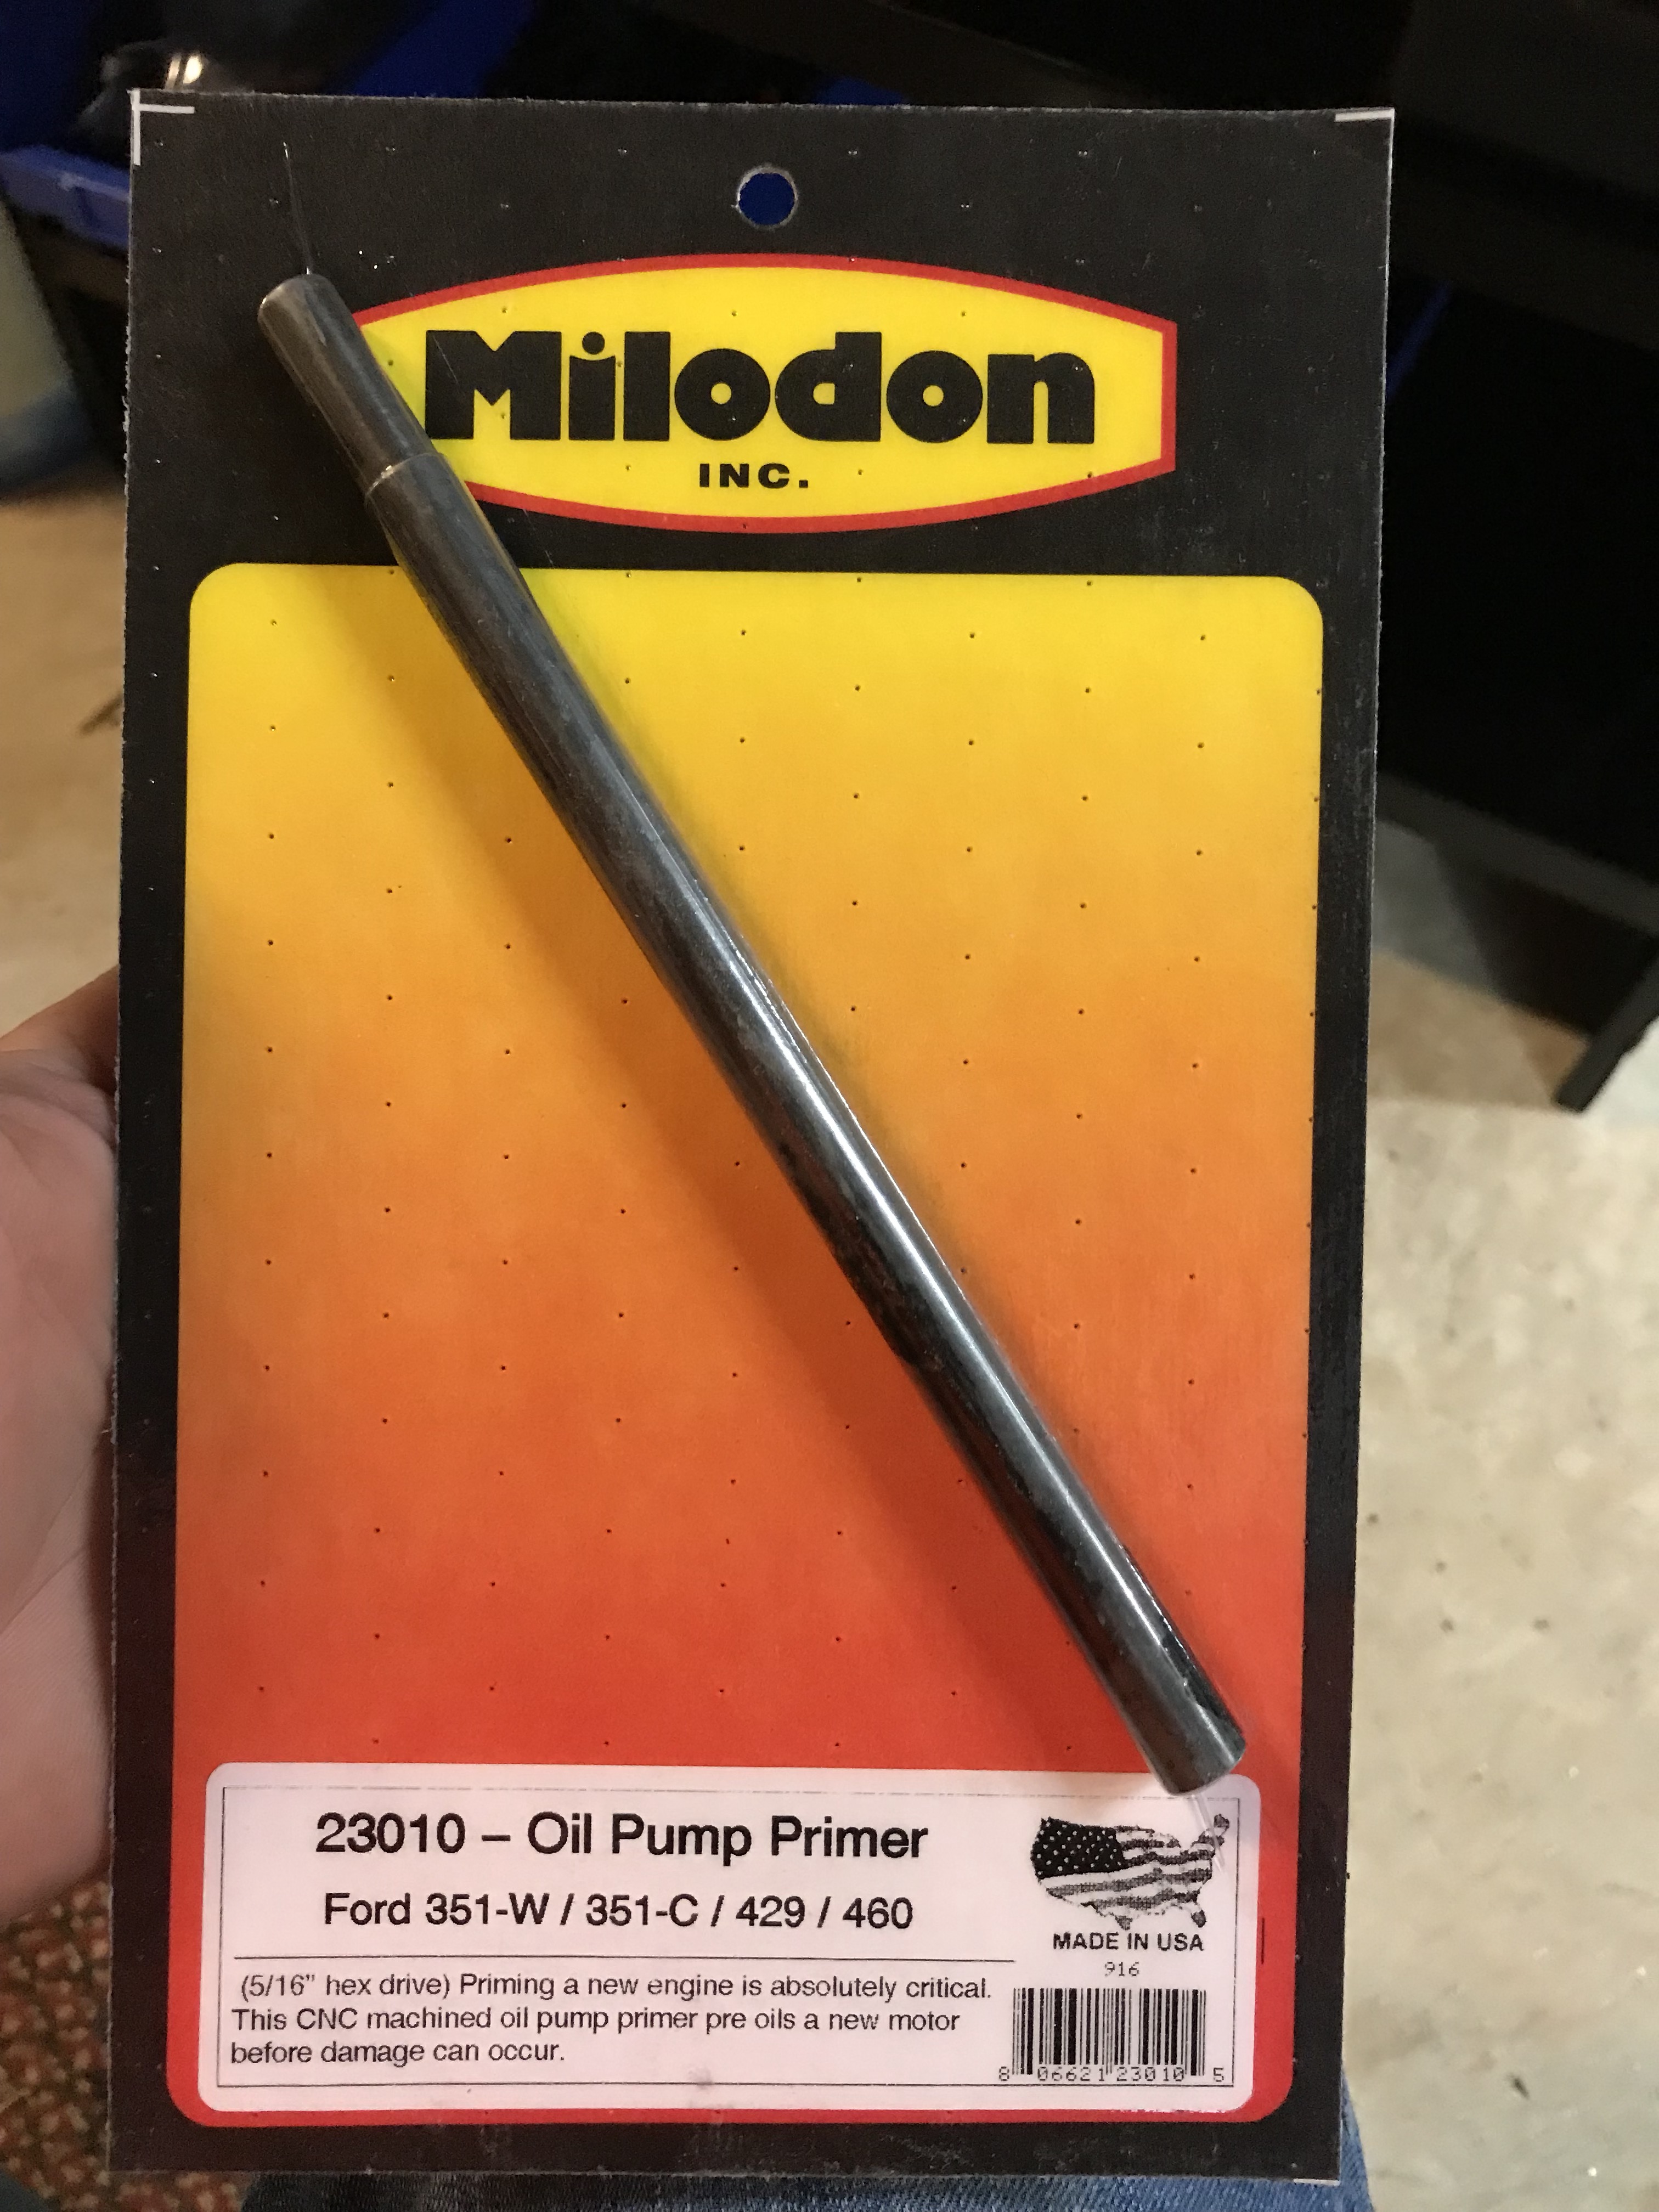 Milodon
INC.
23010 – Oil Pump Primer
Ford 351-W / 351-C / 429 / 460
MADE IN USA
916
(5/16" hex drive) Priming a new engine is absolutely critical.
This CNC machined oil pump primer pre oils a new motor
before damage can occur.
8 06621 23010 5